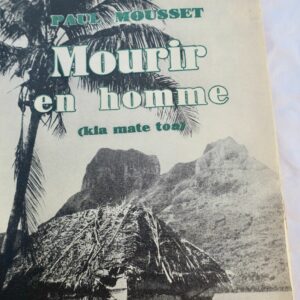 PAUL MOUSSET
Mourir
en homme
(kia mate toa)